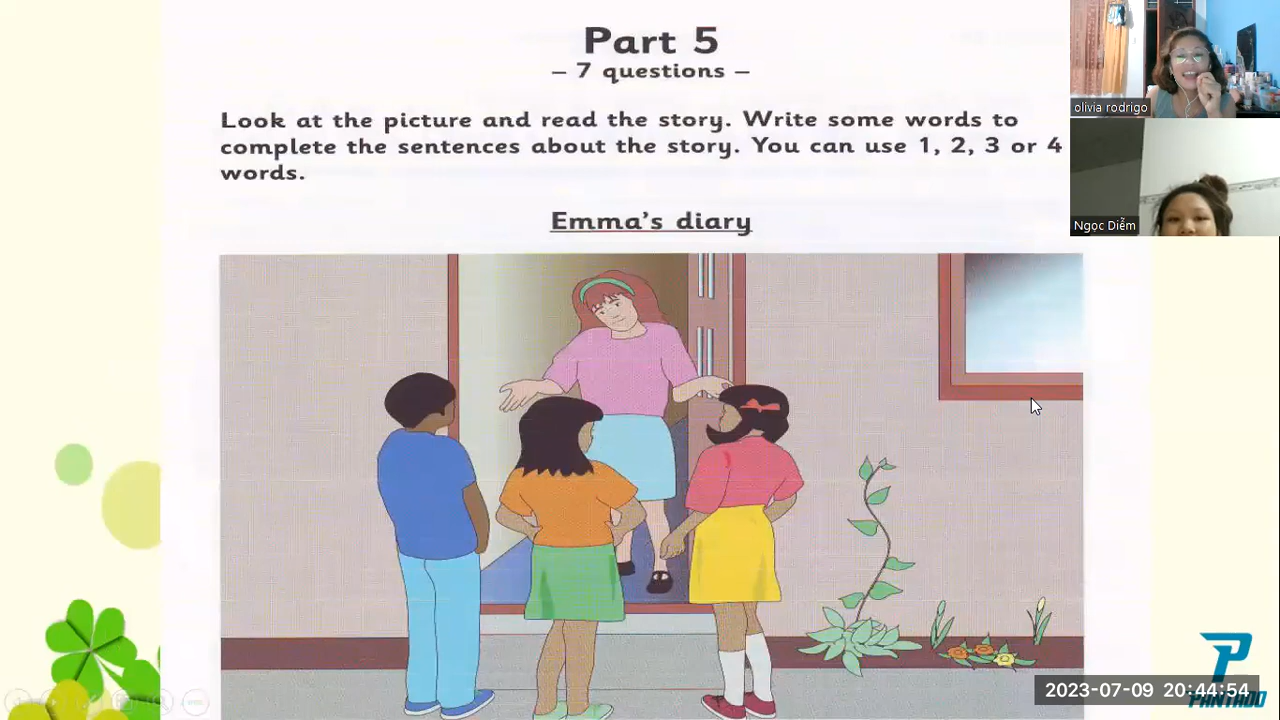 Part 5
– 7 questions –
Look at the picture and read the story. Write some words to
complete the sentences about the story. You can use 1, 2, 3 or 4
words.
Emma's diary
olivia rodrigo
Ngọc Diễm
2023-07-09 20:44:54
PANTADO